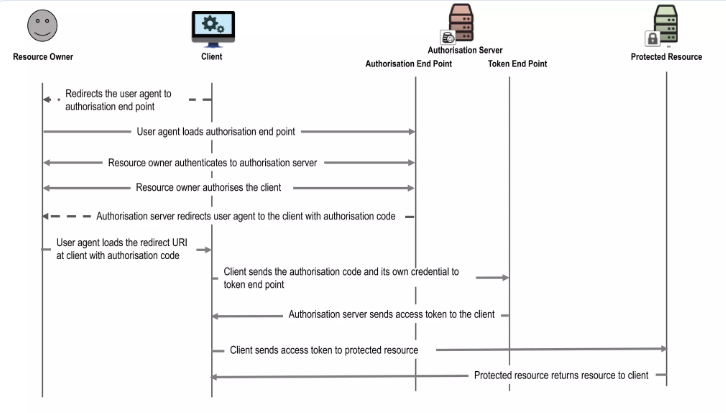 Authorisation Server
Resource Owner
Client
Authorisation End Point
Token End Point
Protected Resource
Redirects the user agent to
authorisation end point
User agent loads authorisation end point
Resource owner authenticates to authorisation server
Resource owner authorises the client
Authorisation server redirects user agent to the client with authorisation code
User agent loads the redirect URI
at client with authorisation code
Client sends the authorisation code and its own credential to
token end point
Authorisation server sends access token to the client
Client sends access token to protected resource
Protected resource returns resource to client